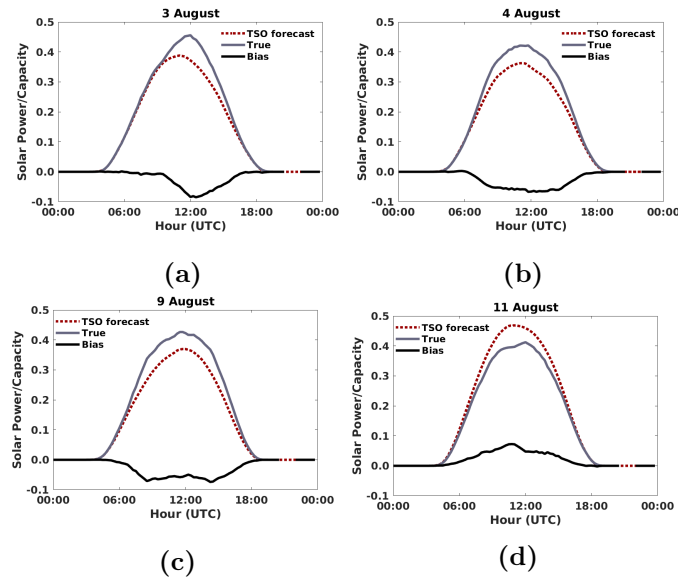 3 August
0.5
0.4
0.3
0.2
0.1
0.0
-0.1
Solar Power/Capacity
TSO forecast
True
Bias
00:00 06:00 12:00 18:00 00:00
Hour (UTC)
(a)
4 August
0.5
0.4
0.3
0.2
0.1
0.0
-0.1
Solar Power/Capacity
TSO forecast
True
Bias
00:00 06:00 12:00 18:00 00:00
Hour (UTC)
(b)
9 August
0.5
0.4
0.3
0.2
0.1
0.0
-0.1
Solar Power/Capacity
TSO forecast
True
Bias
00:00 06:00 12:00 18:00 00:00
Hour (UTC)
(c)
11 August
0.5
0.4
0.3
0.2
0.1
0.0
-0.1
Solar Power/Capacity
TSO forecast
True
Bias
00:00 06:00 12:00 18:00 00:00
Hour (UTC)
(d)